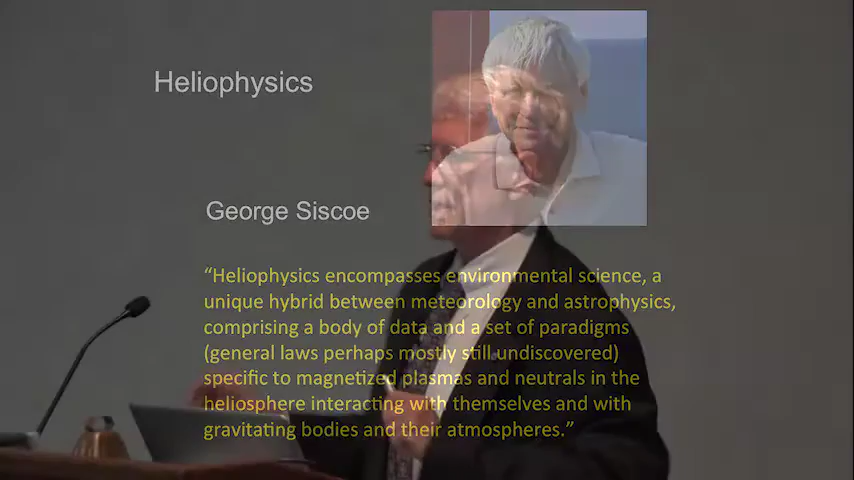 Heliophysics
George Siscoe
“Heliophysics encompasses environmental science, a
unique hybrid between meteorology and astrophysics,
comprising a body of data and a set of paradigms
(general laws perhaps mostly still undiscovered)
specific to magnetized plasmas and neutrals in the
heliosphere interacting with themselves and with
gravitating bodies and their atmospheres.”